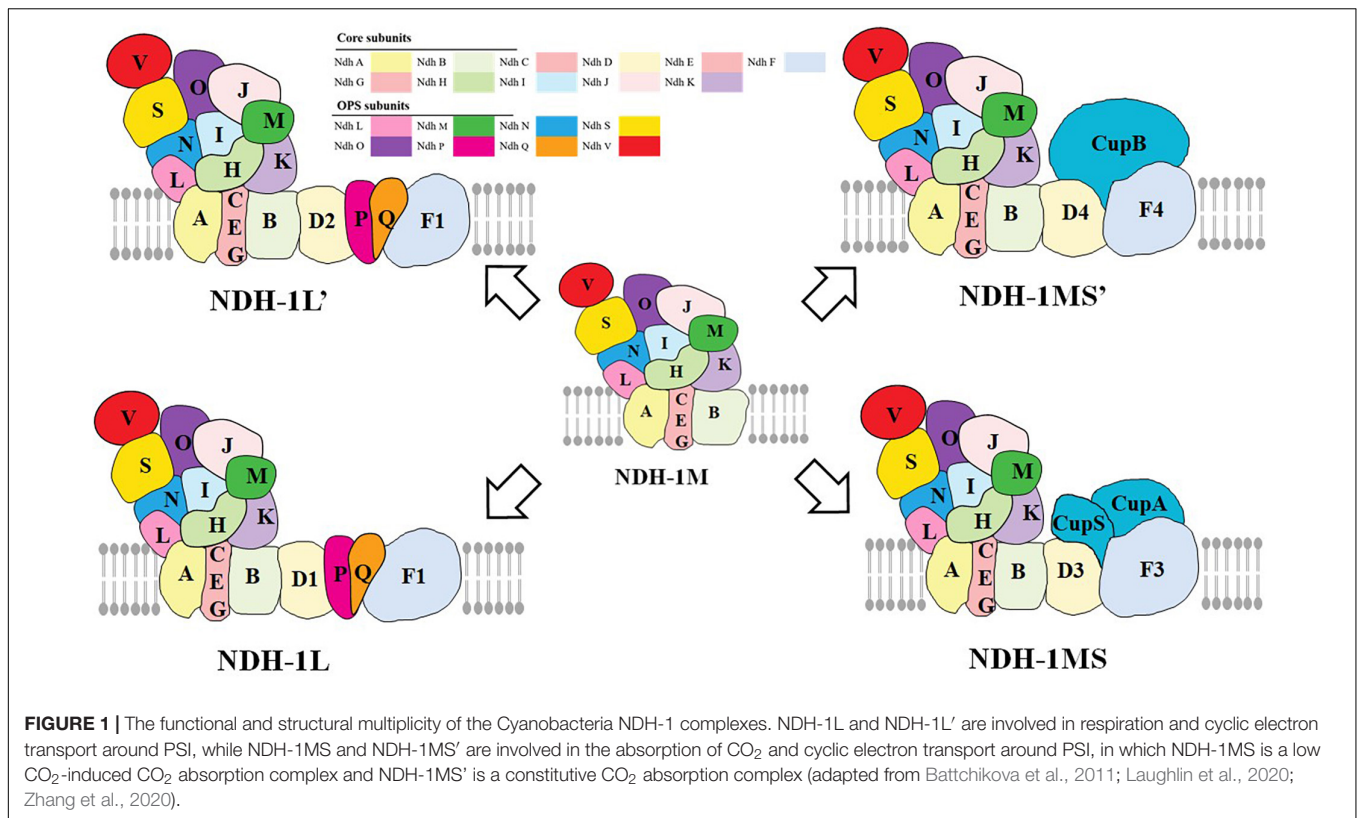 Core subunits
Ndh A Ndh B Ndh C Ndh D Ndh E Ndh F
Ndh G Ndh H Ndh I Ndh J Ndh K
OPS subunits
Ndh L Ndh M Ndh N Ndh S
Ndh O Ndh P Ndh Q Ndh V
V
O
J
S
I
M
N
H
K
L
A
C
E
G
B
D2
P
Q
F1
NDH-1L’
V
O
J
S
I
M
N
H
K
L
A
C
E
G
B
D4
CupB
F4
NDH-1MS’
V
O
J
S
I
M
N
H
K
L
A
C
E
G
B
NDH-1M
V
O
J
S
I
M
N
H
K
L
A
C
E
G
B
D1
P
Q
F1
NDH-1L
V
O
J
S
I
M
N
H
K
L
A
C
E
G
B
D3
CupS
CupA
F3
NDH-1MS
FIGURE 1 | The functional and structural multiplicity of the Cyanobacteria NDH-1 complexes. NDH-1L and NDH-1L′ are involved in respiration and cyclic electron
transport around PSI, while NDH-1MS and NDH-1MS′ are involved in the absorption of CO₂ and cyclic electron transport around PSI, in which NDH-1MS is a low
CO₂-induced CO₂ absorption complex and NDH-1MS’ is a constitutive CO₂ absorption complex (adapted from Battchikova et al., 2011; Laughlin et al., 2020;
Zhang et al., 2020).